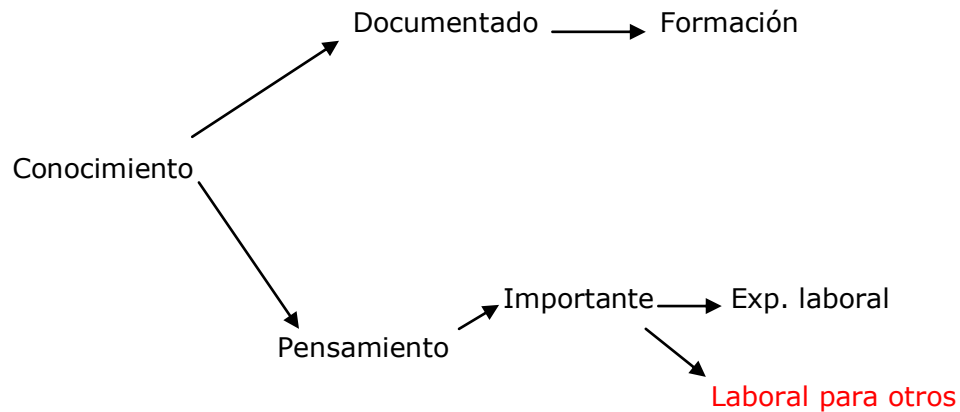 Documentado
Formación
Conocimiento
Importante
Exp. laboral
Pensamiento
Laboral para otros